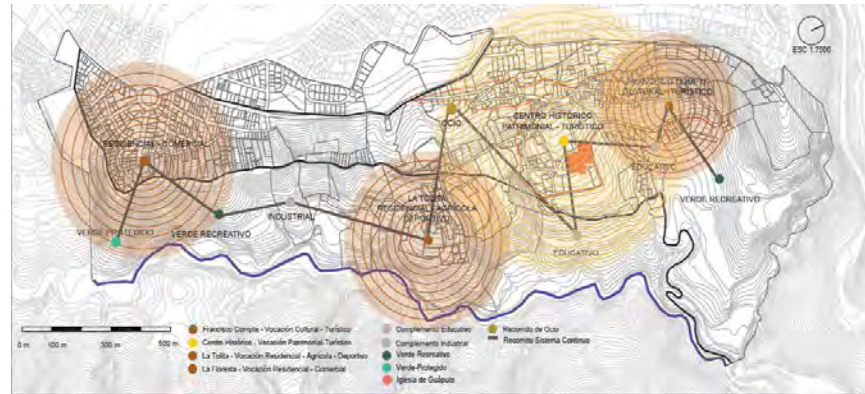 ESC 1:7500
CULTURAL - TURÍSTICO
CENTRO HISTÓRICO
PATRIMONIAL - TURÍSTICO
OCIO
RESIDENCIAL - COMERCIAL
EDUCATIVO
LA TOLITA
RESIDENCIAL - AGRÍCOLA
DEPORTIVO
VERDE RECREATIVO
INDUSTRIAL
VERDE PROTEGIDO
VERDE RECREATIVO
EDUCATIVO
0 m 100 m 300 m 500 m
Francisco Compte - Vocación Cultural - Turístico
Centro Histórico - Vocación Patrimonial Turístico
La Tolita - Vocación Residencial - Agrícola - Deportivo
La Floresta - Vocación Residencial - Comercial
Complemento Educativo
Complemento Industrial
Verde-Recreativo
Verde-Protegido
Iglesia de Guápulo
Recorrido de Ocio
Recorrido Sistema Continuo